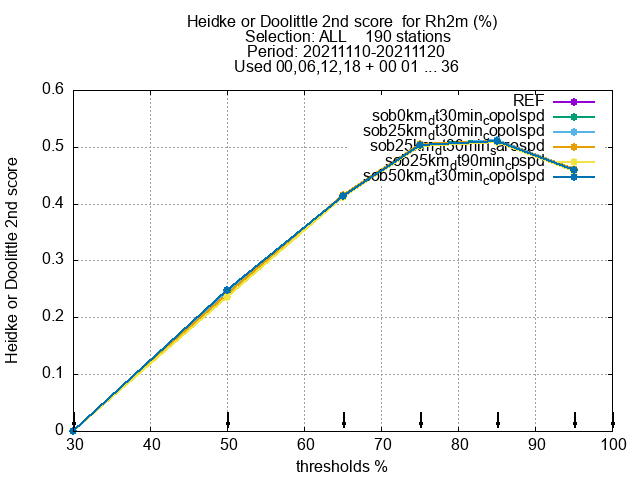 Heidke or Doolittle 2nd score for Rh2m (%)
Selection: ALL 190 stations
Period: 20211110-20211120
Used 00,06,12,18 + 00 01 ... 36
REF
sob0km_dt30min_copolspd
sob25km_dt30min_copolspd
sob25km_dt90min_cpspd
sob50km_dt30min_copolspd
Heidke or Doolittle 2nd score
0.6
0.5
0.4
0.3
0.2
0.1
0
30 40 50 60 70 80 90 100
thresholds %